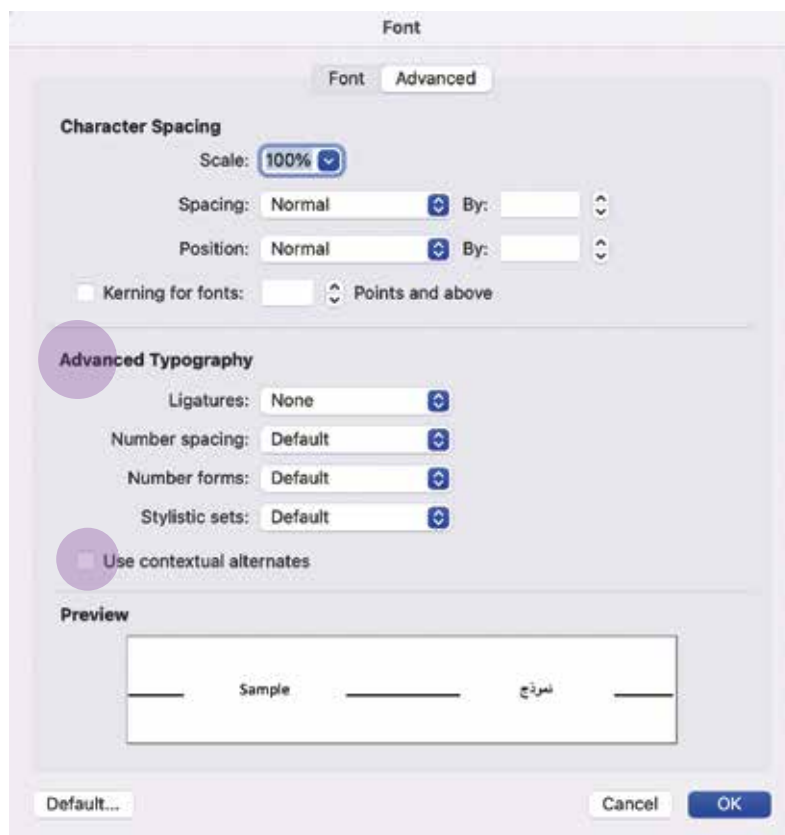 Font
Font Advanced
Character Spacing
Scale: 100%
Spacing: Normal By:
Position: Normal By:
Kerning for fonts: Points and above
Advanced Typography
Ligatures: None
Number spacing: Default
Number forms: Default
Stylistic sets: Default
Use contextual alternates
Preview
Sample نموذج
Default... Cancel OK